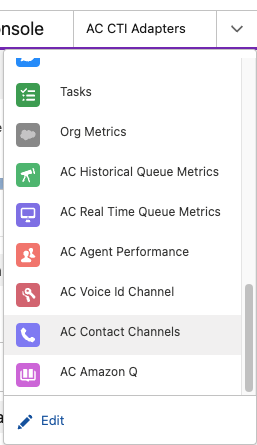 onsole
AC CTI Adapters
Tasks
Org Metrics
AC Historical Queue Metrics
AC Real Time Queue Metrics
AC Agent Performance
AC Voice Id Channel
AC Contact Channels
AC Amazon Q
Edit